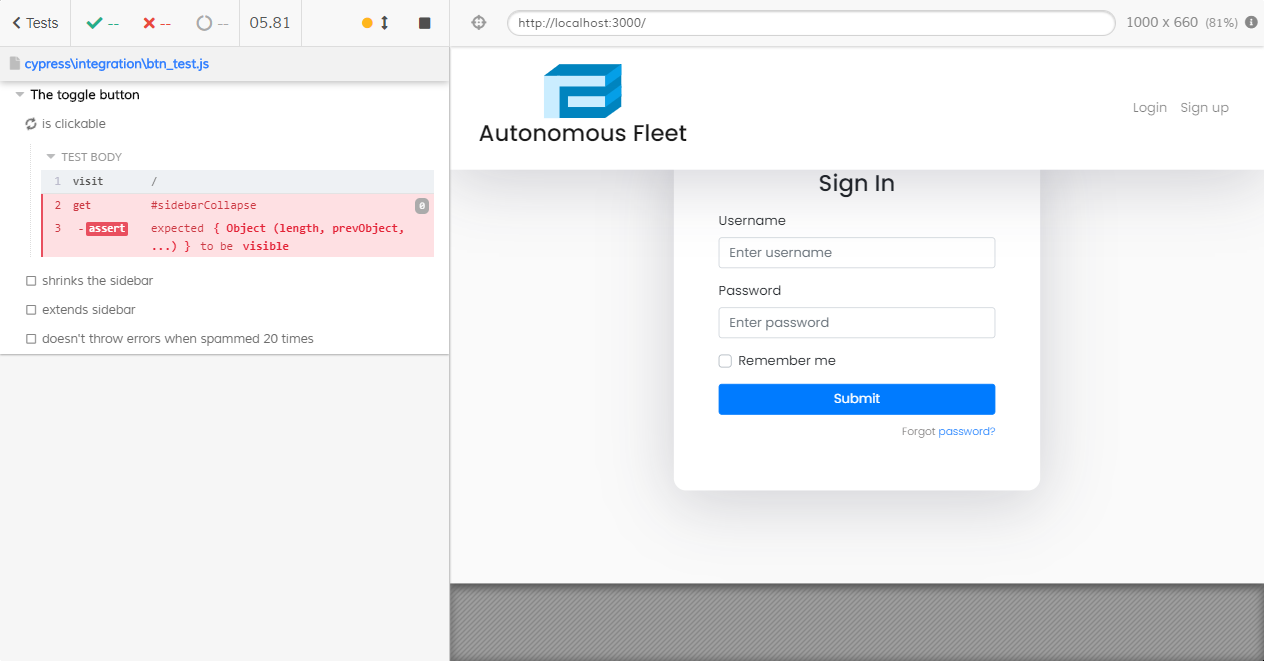 Tests -- -- -- 05.81
http://localhost:3000/ 1000 x 660 (81%)
cypress\integration\btn_test.js
The toggle button
is clickable
TEST BODY
1 visit /
2 get #sidebarCollapse 0
3 -assert expected { Object (length, prevObject,
...) } to be visible
shrinks the sidebar
extends sidebar
doesn't throw errors when spammed 20 times
Autonomous Fleet
Login Sign up
Sign In
Username
Enter username
Password
Enter password
Remember me
Submit
Forgot password?